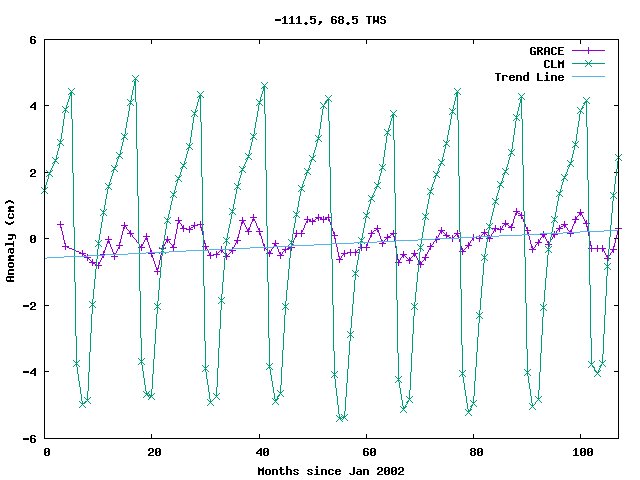 -111.5, 68.5 TWS
GRACE
CLM
Trend Line
6
4
2
0
-2
-4
-6
Anomaly (cm)
0 20 40 60 80 100
Months since Jan 2002